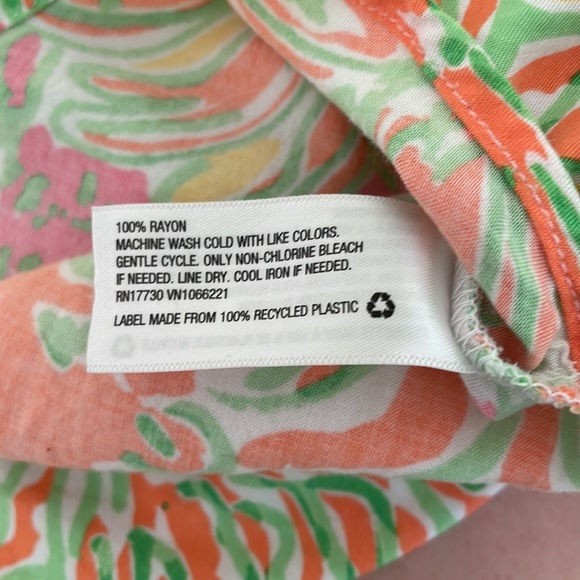 100% RAYON
MACHINE WASH COLD WITH LIKE COLORS.
GENTLE CYCLE. ONLY NON-CHLORINE BLEACH
IF NEEDED. LINE DRY. COOL IRON IF NEEDED.
RN17730 VN1066221
LABEL MADE FROM 100% RECYCLED PLASTIC